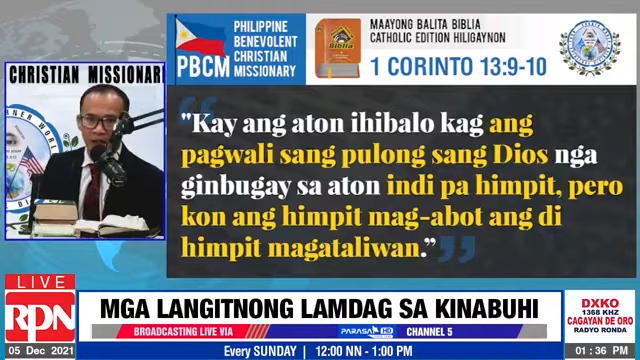 PBCM
PHILIPPINE
BENEVOLENT
CHRISTIAN
MISSIONARY
Biblia
MAAYONG BALITA BIBLIA
CATHOLIC EDITION HILIGAYNON
1 CORINTO 13:9-10
CHRISTIAN MISSIONARI
"Kay ang aton ihibalo kag ang
pagwali sang pulong sang Dios nga
ginbugay sa aton indi pa himpit, pero
kon ang himpit mag-abot ang di
himpit magataliwan.”
LIVE
RPN
05 Dec 2021
MGA LANGITNONG LAMDAG SA KINABUHI
BROADCASTING LIVE VIA
PARASAT HD
CHANNEL 5
Every SUNDAY | 12:00 NN - 1:00 PM
DXKO
1368 KHZ
CAGAYAN DE ORO
RADYO RONDA
01 : 36 PM